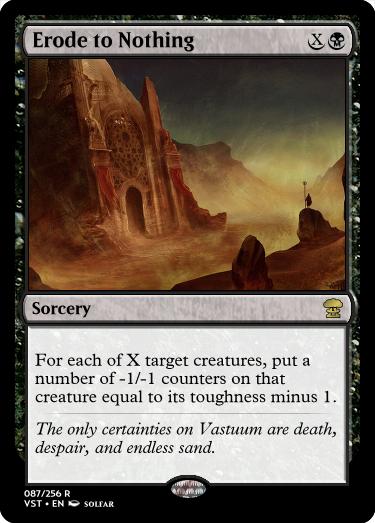 Erode to Nothing X
Sorcery
For each of X target creatures, put a
number of -1/-1 counters on that
creature equal to its toughness minus 1.
The only certainties on Vastuum are death,
despair, and endless sand.
087/256 R
VST • EN SOLFAR